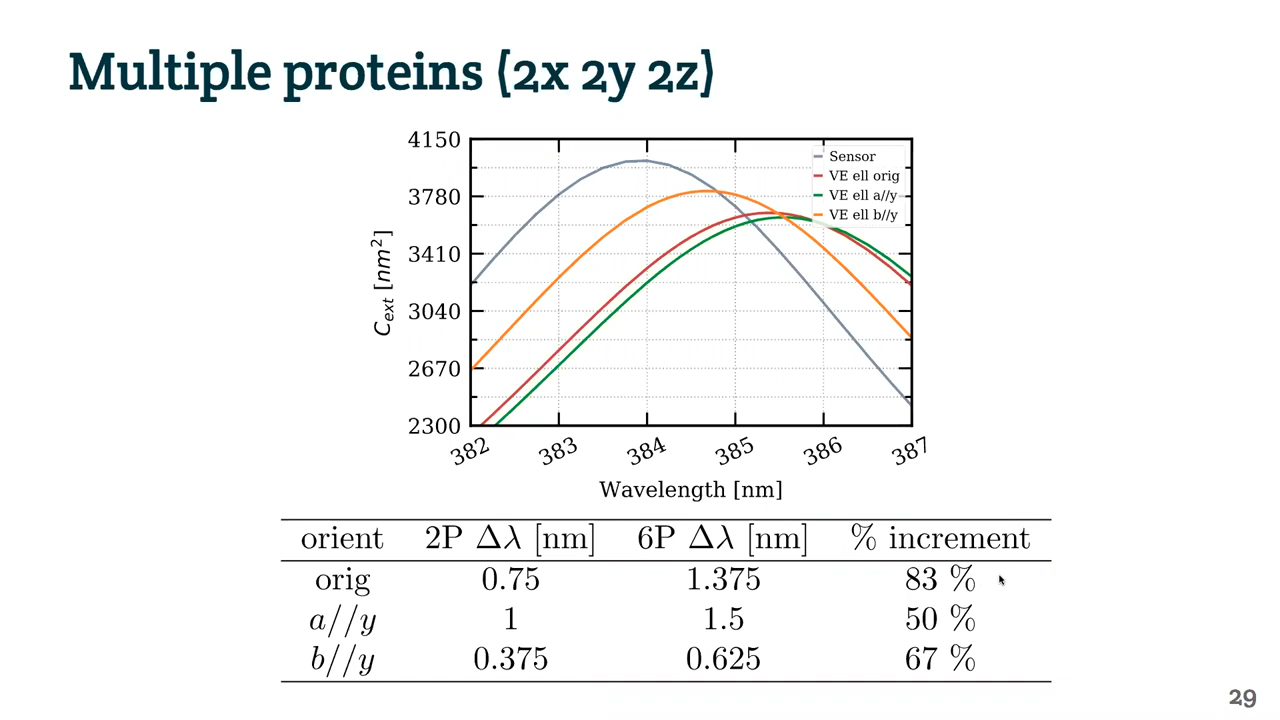 Multiple proteins (2x 2y 2z)
4150
3780
3410
3040
2670
2300
C_ext [nm²]
Sensor
VE ell orig
VE ell a//y
VE ell b//y
382 383 384 385 386 387
Wavelength [nm]
orient 2P Δλ [nm] 6P Δλ [nm] % increment
orig 0.75 1.375 83 %
a//y 1 1.5 50 %
b//y 0.375 0.625 67 %
29